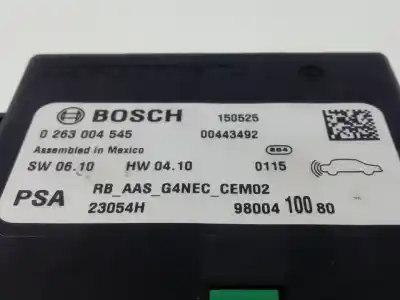 BOSCH 150525
0 263 004 545 00443492
Assembled in Mexico
SW 06.10 HW 04.10 0115
RB_AAS_G4NEC_CEM02
PSA 23054H 98004 100 80